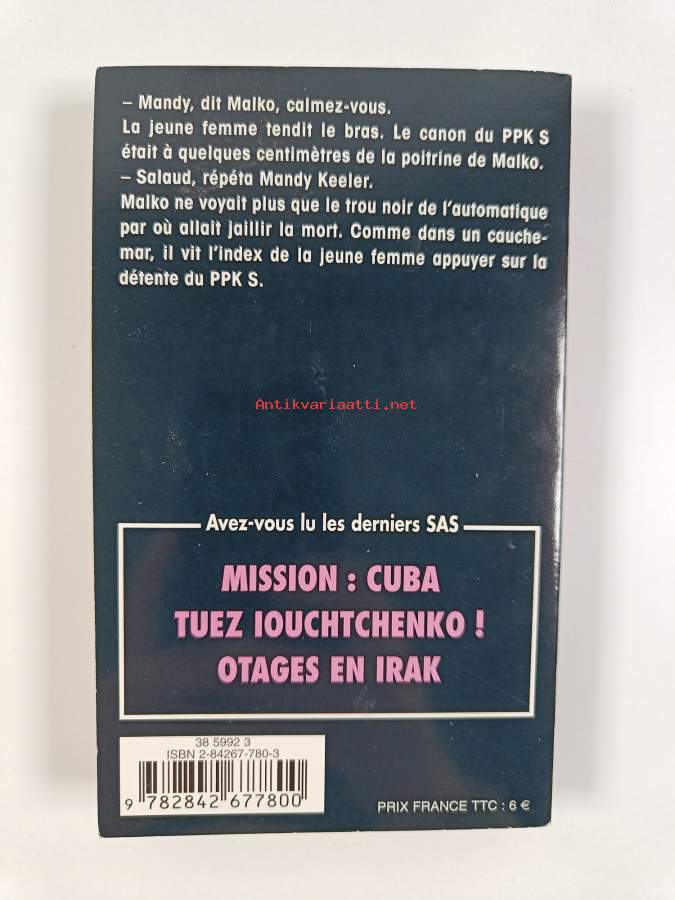 – Mandy, dit Malko, calmez-vous.
La jeune femme tendit le bras. Le canon du PPK S
était à quelques centimètres de la poitrine de Malko.
– Salaud, répéta Mandy Keeler.
Malko ne voyait plus que le trou noir de l'automatique
par où allait jaillir la mort. Comme dans un cauche-
mar, il vit l'index de la jeune femme appuyer sur la
détente du PPK S.
Antikvariaatti.net
Avez-vous lu les derniers SAS
MISSION : CUBA
TUEZ IOUCHTCHENKO !
OTAGES EN IRAK
38 5992 3
ISBN 2-84267-780-3
9 782842 677800
PRIX FRANCE TTC : 6 €